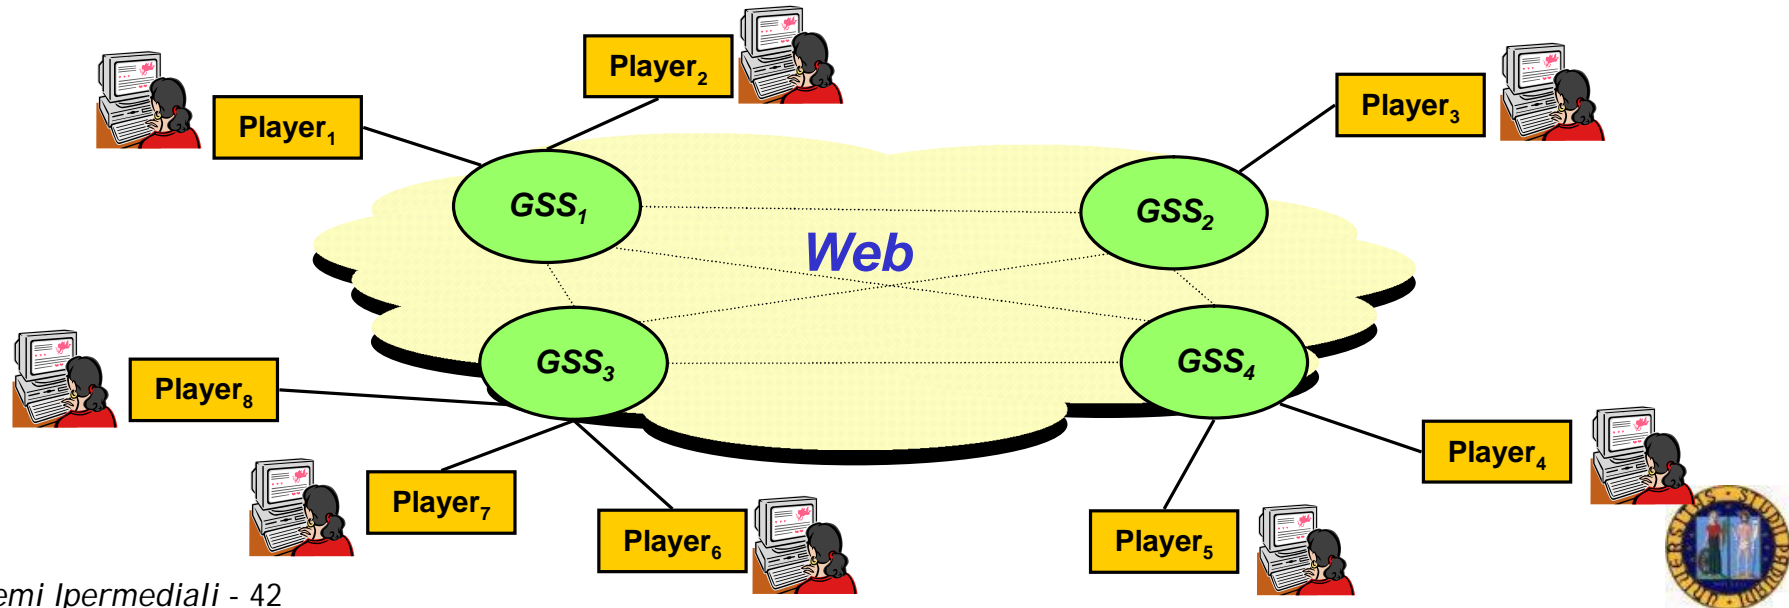 Player2
Player1
Player3
GSS1
GSS2
Web
GSS3
GSS4
Player8
Player4
Player7
Player6
Player5
emi Ipermediali - 42